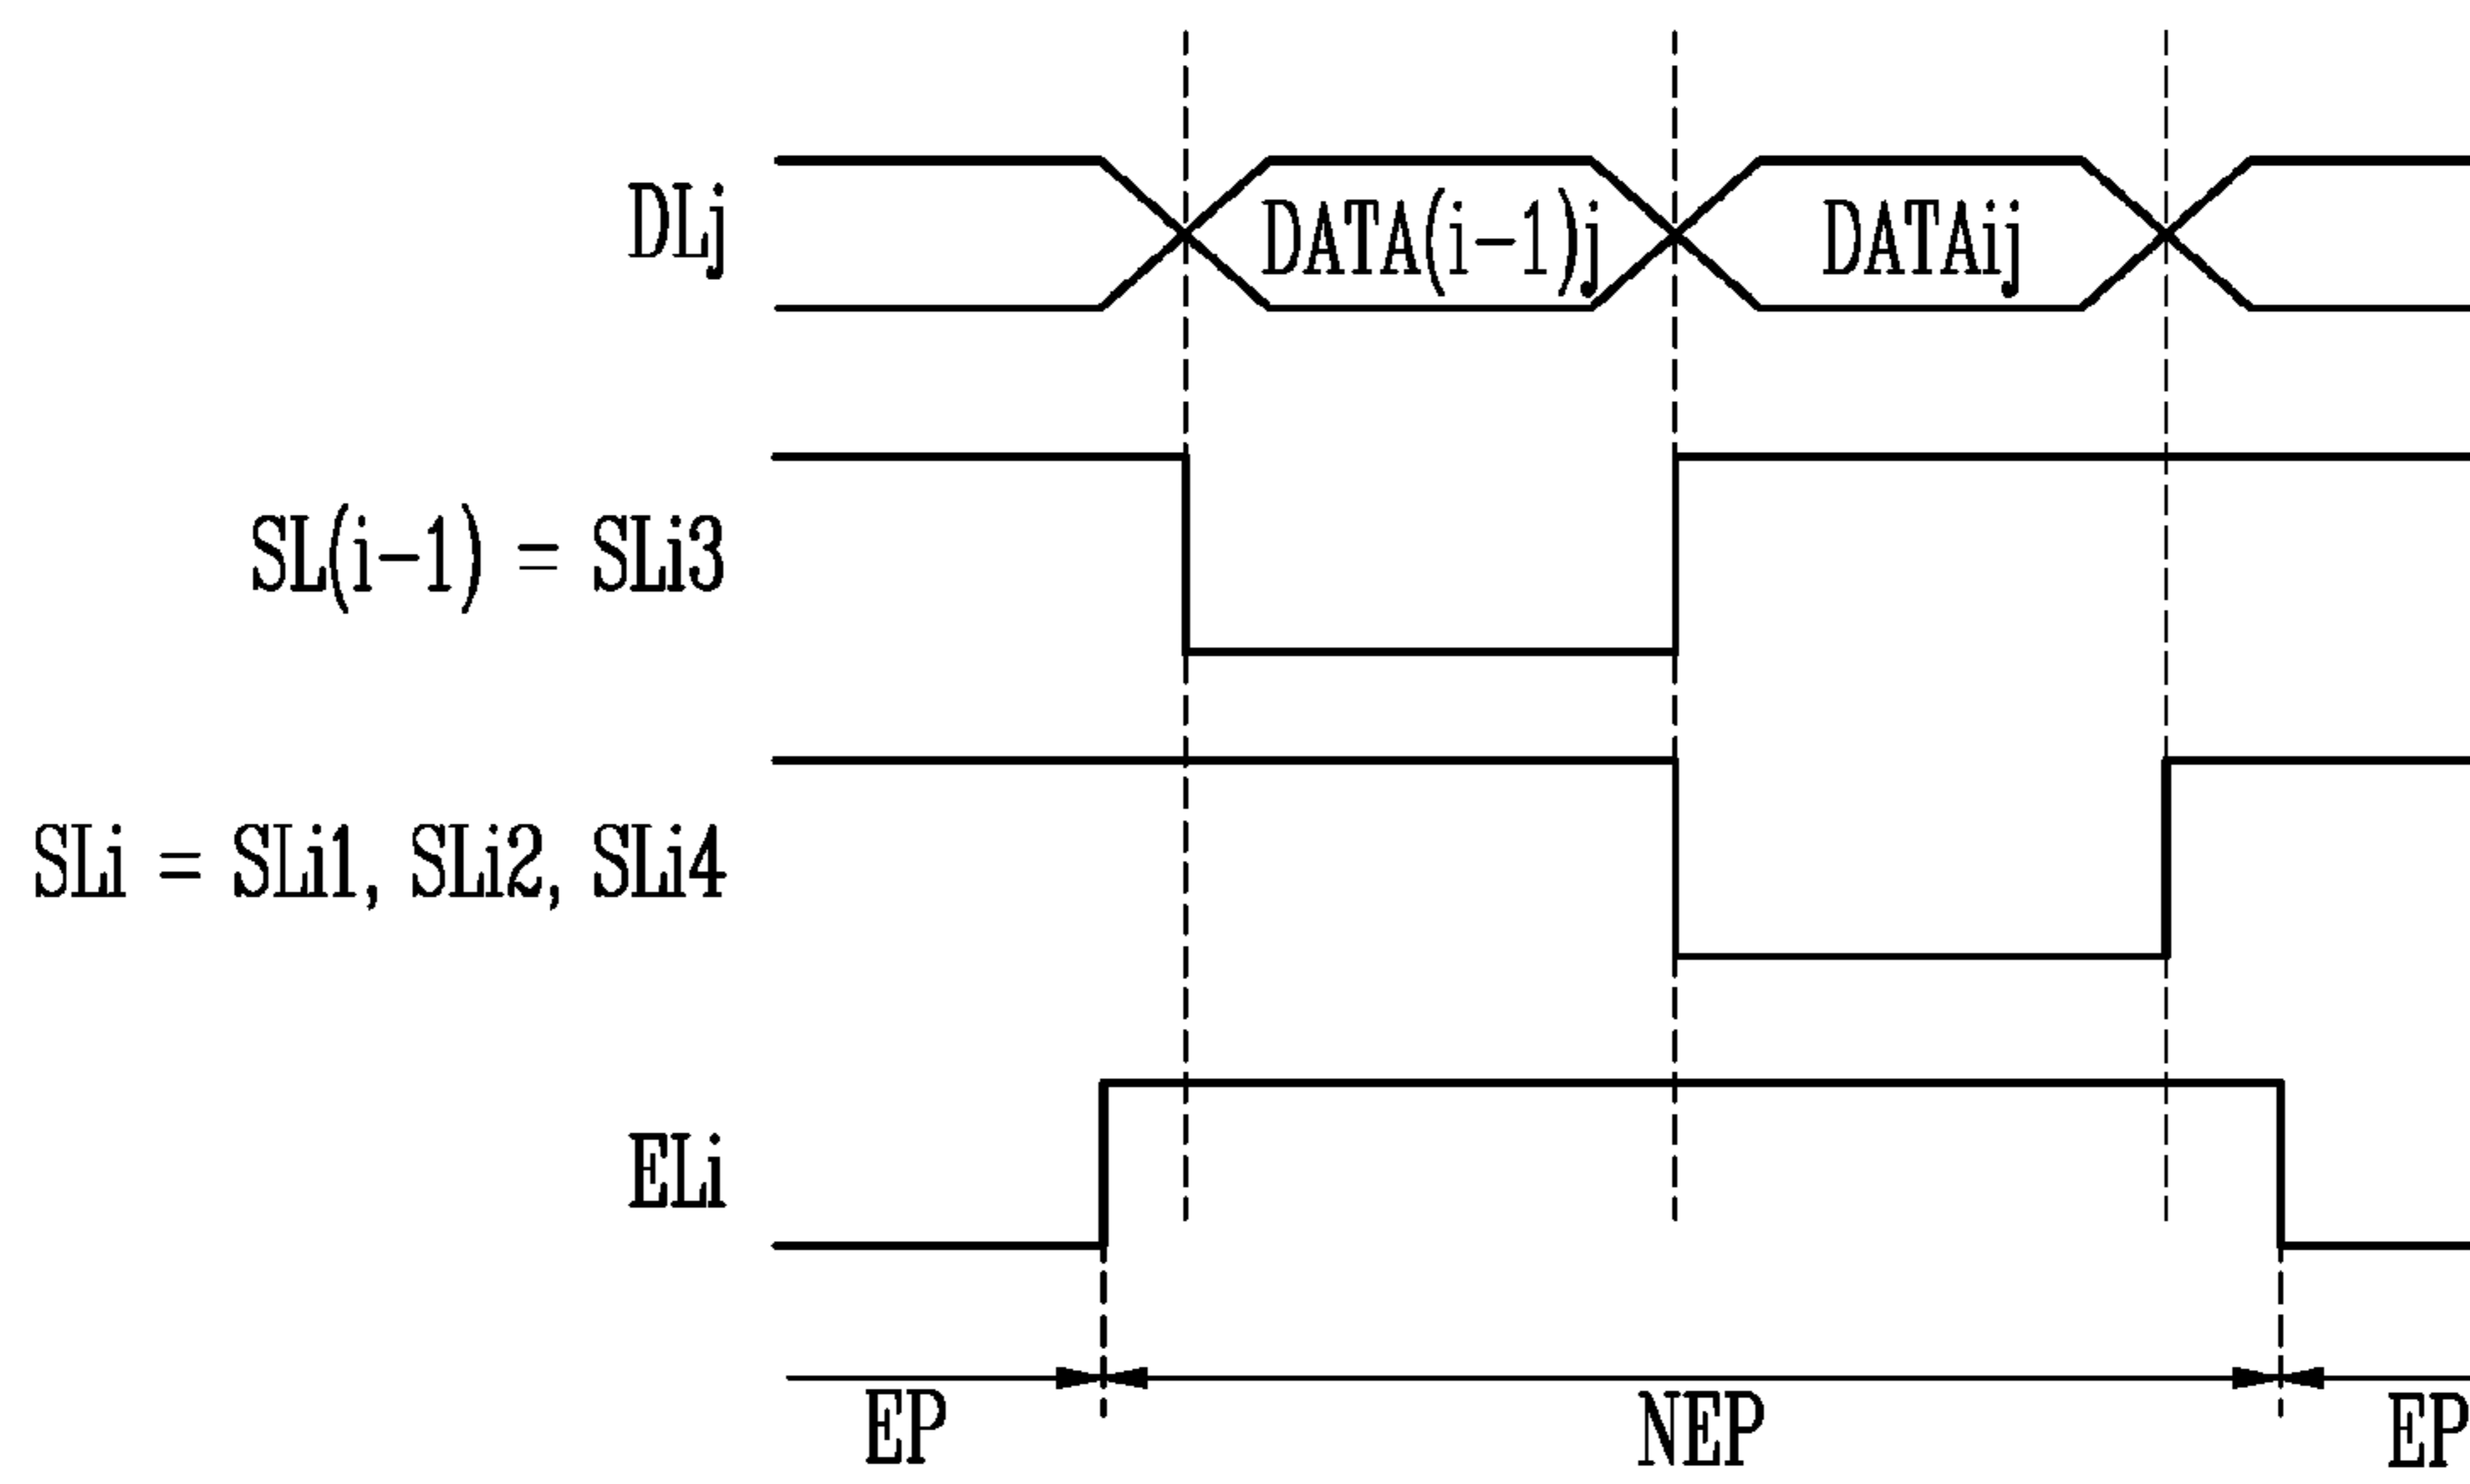 DLj DATA(i-1)j DATAij
SL(i-1) = SLi3
SLi = SLi1, SLi2, SLi4
ELi
EP NEP EP